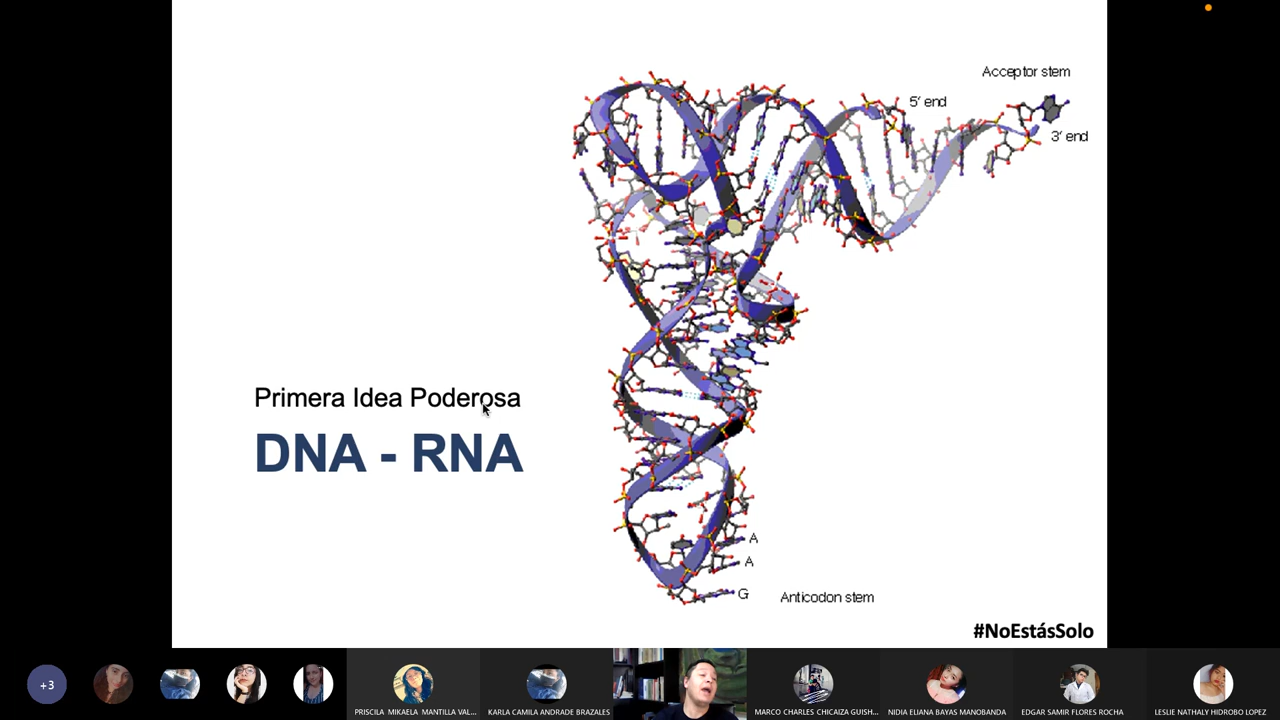 Acceptor stem
5' end
3' end
Primera Idea Poderosa
DNA - RNA
A
A
G
Anticodon stem
#NoEstásSolo
+3
PRISCILA MIKAELA MANTILLA VAL...
KARLA CAMILA ANDRADE BRAZALES
MARCO CHARLES CHICAIZA GUISH...
NIDIA ELIANA BAYAS MANOBANDA
EDGAR SAMIR FLORES ROCHA
LESLIE NATHALY HIDROBO LOPEZ